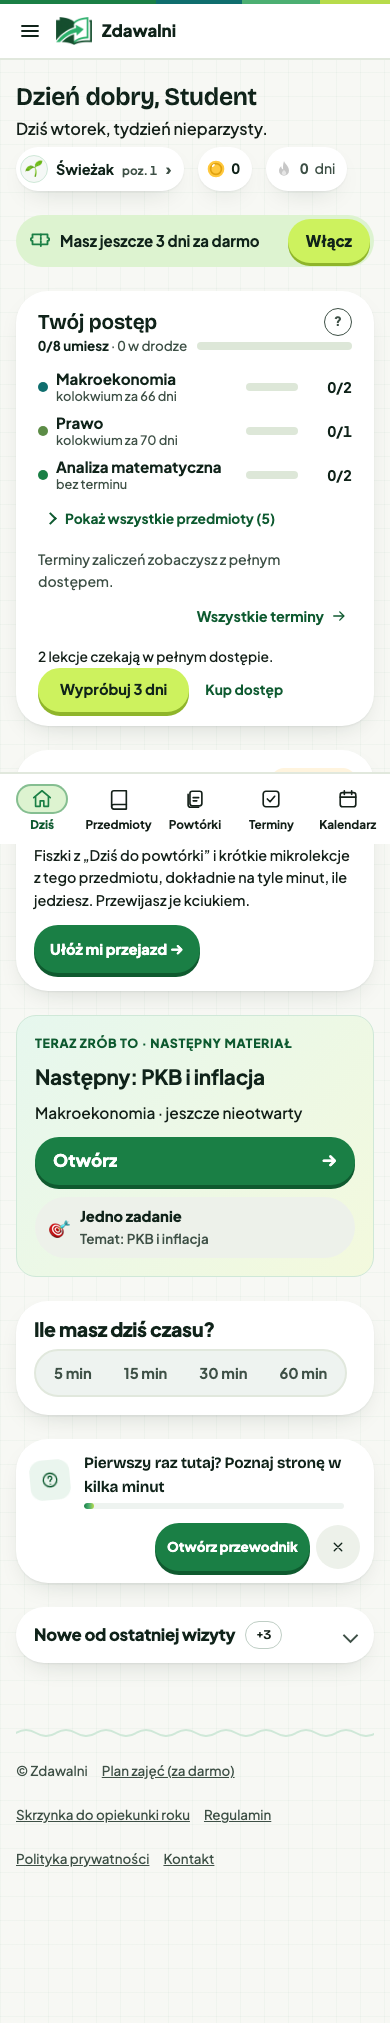 Zdawalni
Dzień dobry, Student
Dziś wtorek, tydzień nieparzysty.
Świeżak poz. 1 ›
0
0 dni
Masz jeszcze 3 dni za darmo
Włącz
Twój postęp
?
0/8 umiesz · 0 w drodze
Makroekonomia
kolokwium za 66 dni
0/2
Prawo
kolokwium za 70 dni
0/1
Analiza matematyczna
bez terminu
0/2
Pokaż wszystkie przedmioty (5)
Terminy zaliczeń zobaczysz z pełnym
dostępem.
Wszystkie terminy →
2 lekcje czekają w pełnym dostępie.
Wypróbuj 3 dni
Kup dostęp
Dziś
Przedmioty
Powtórki
Terminy
Kalendarz
Fiszki z „Dziś do powtórki” i krótkie mikrolekcje
z tego przedmiotu, dokładnie na tyle minut, ile
jedziesz. Przewijasz je kciukiem.
Ułóż mi przejazd →
TERAZ ZRÓB TO · NASTĘPNY MATERIAŁ
Następny: PKB i inflacja
Makroekonomia · jeszcze nieotwarty
Otwórz →
Jedno zadanie
Temat: PKB i inflacja
Ile masz dziś czasu?
5 min
15 min
30 min
60 min
Pierwszy raz tutaj? Poznaj stronę w
kilka minut
Otwórz przewodnik
×
Nowe od ostatniej wizyty
+3
© Zdawalni
Plan zajęć (za darmo)
Skrzynka do opiekunki roku
Regulamin
Polityka prywatności
Kontakt